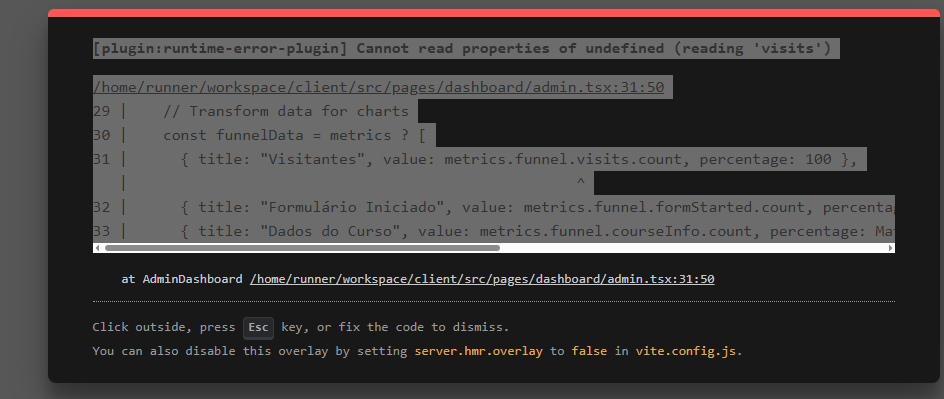 [plugin:runtime-error-plugin] Cannot read properties of undefined (reading 'visits')
/home/runner/workspace/client/src/pages/dashboard/admin.tsx:31:50
29 |    // Transform data for charts
30 |    const funnelData = metrics ? [
31 |      { title: "Visitantes", value: metrics.funnel.visits.count, percentage: 100 },
   |                                                   ^
32 |      { title: "Formulário Iniciado", value: metrics.funnel.formStarted.count, percenta
33 |      { title: "Dados do Curso", value: metrics.funnel.courseInfo.count, percentage: Mat
at AdminDashboard /home/runner/workspace/client/src/pages/dashboard/admin.tsx:31:50
Click outside, press Esc key, or fix the code to dismiss.
You can also disable this overlay by setting server.hmr.overlay to false in vite.config.js.